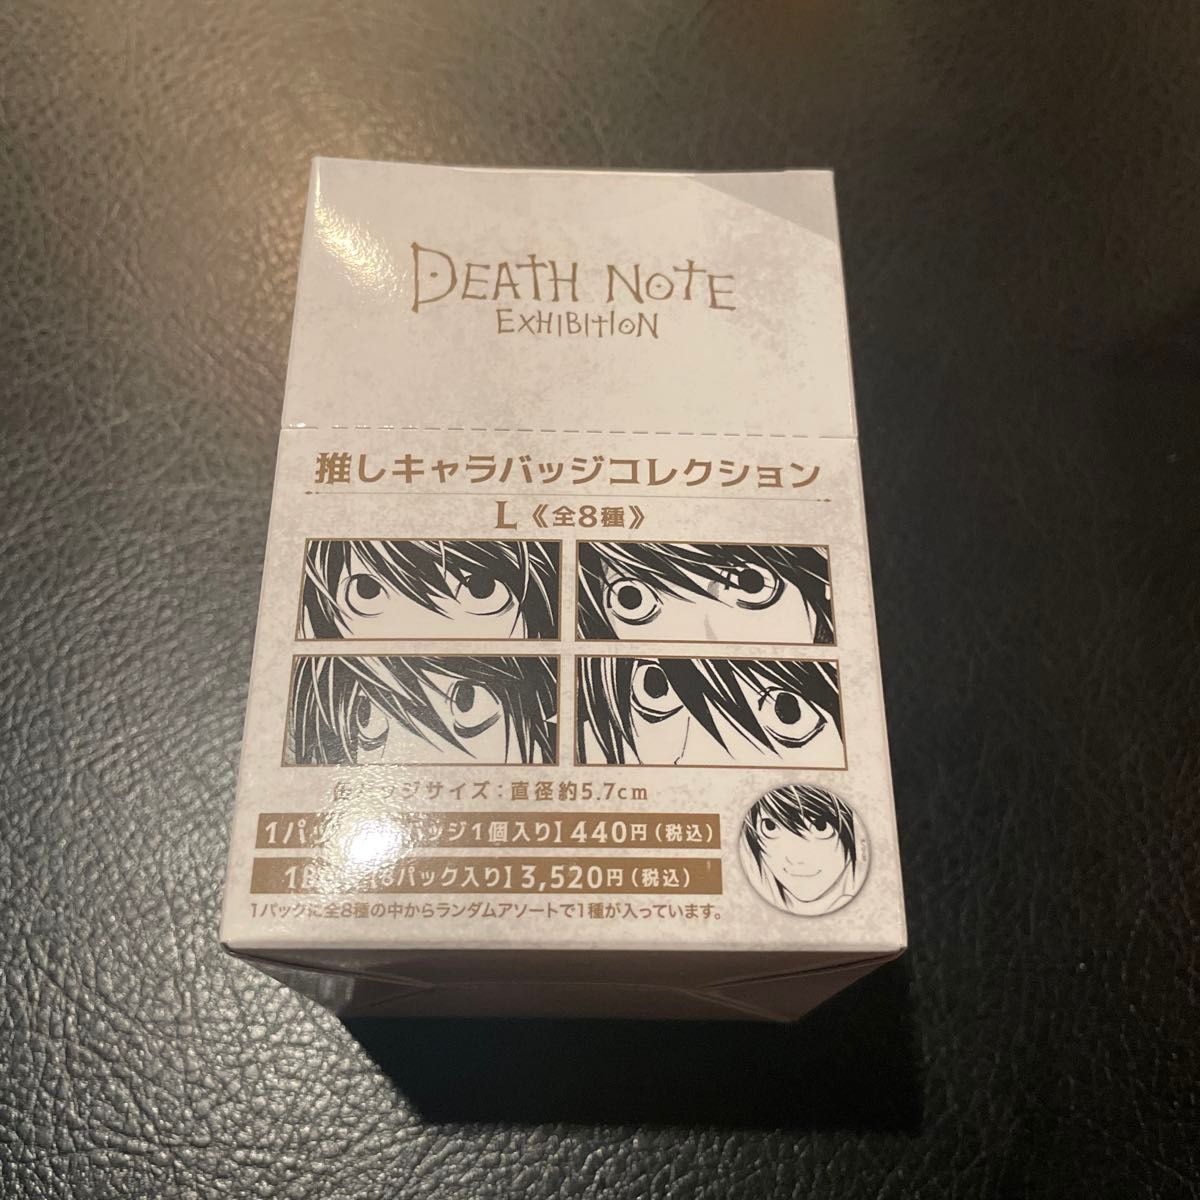 DEATH NOTE
EXHIBITION
推しキャラバッジコレクション
L《全8種》
缶バッジサイズ：直径約5.7cm
1パッ バッジ1個入り】440円（税込）
パック入り】3,520円（税込）
1パックに全8種の中からランダムアソートで1種が入っています。